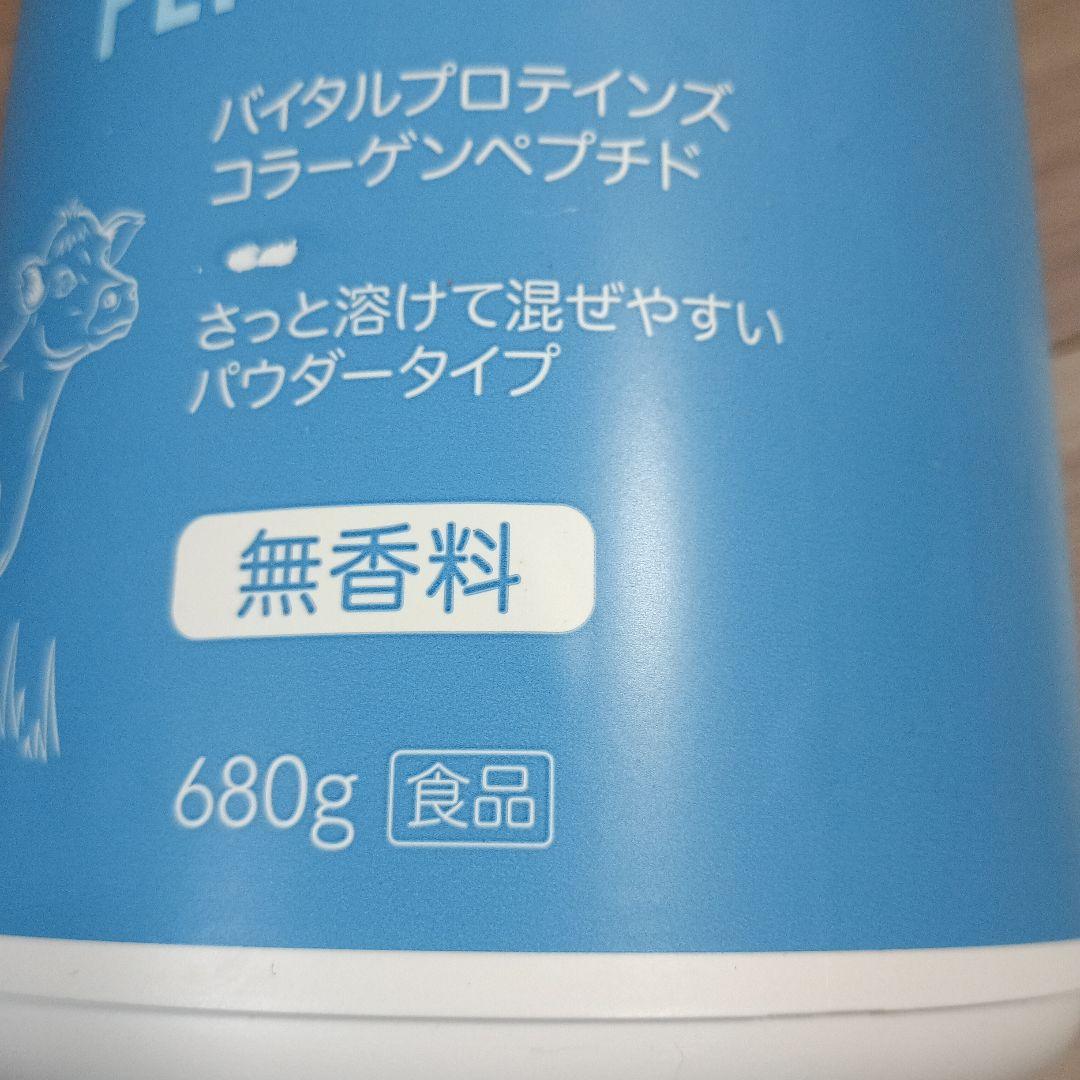 バイタルプロテインズ
コラーゲンペプチド
さっと溶けて混ぜやすい
パウダータイプ
無香料
680g 食品